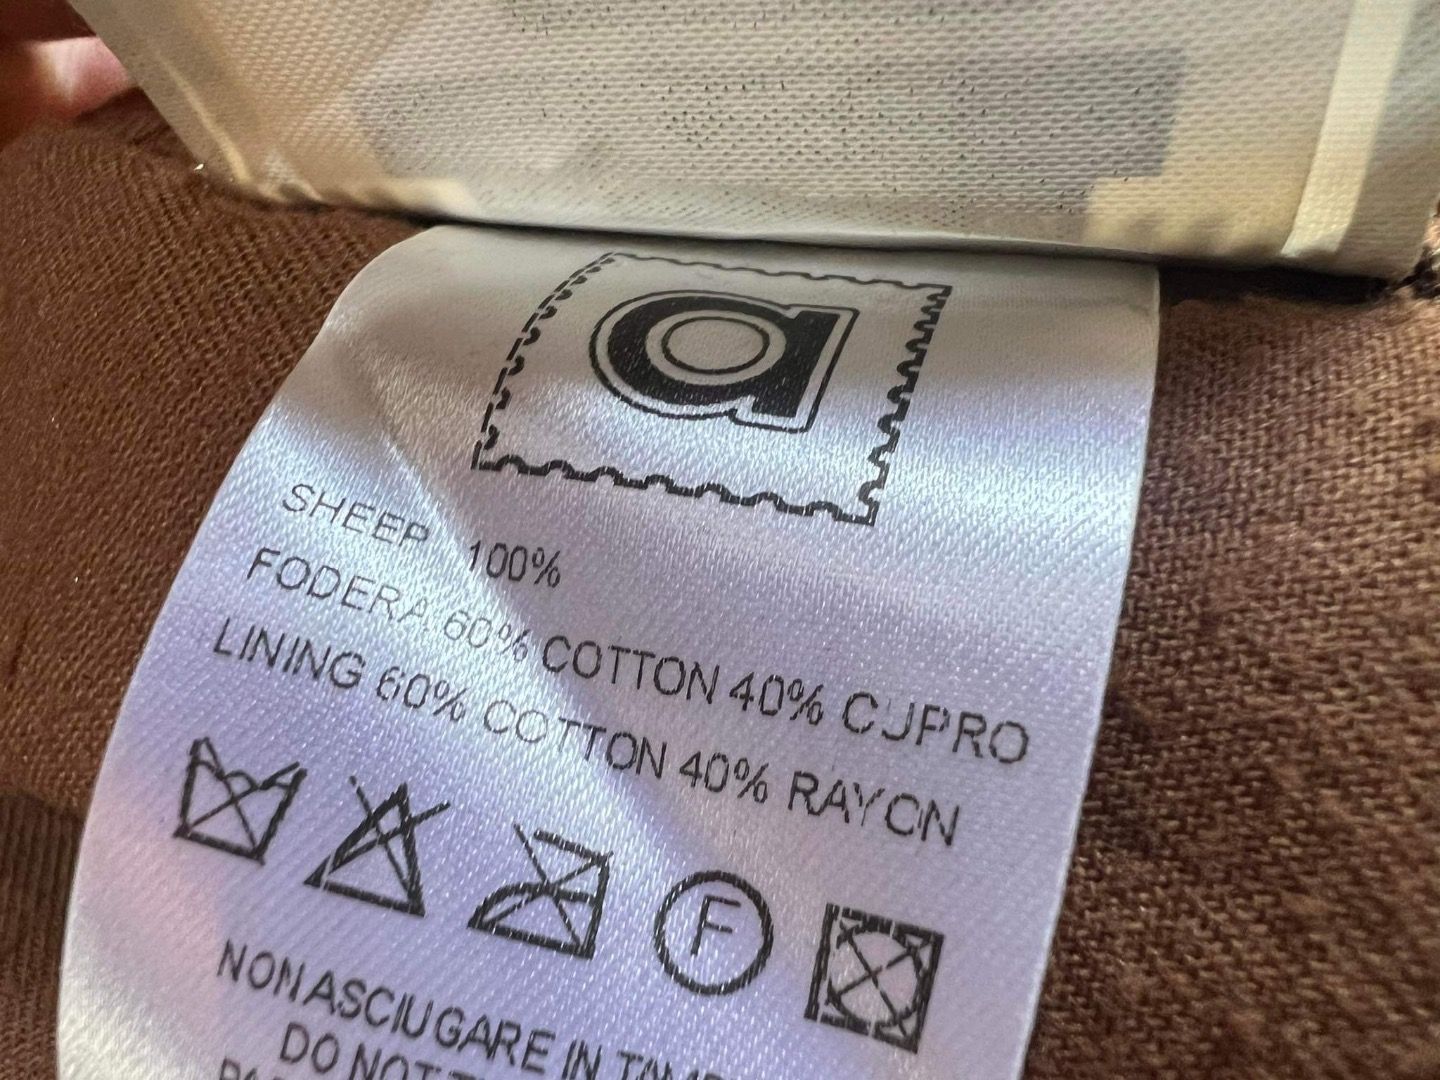 a
SHEEP 100%
FODERA 60% COTTON 40% CUPRO
LINING 60% COTTON 40% RAYON
F
NON ASCIUGARE IN
DO NOT